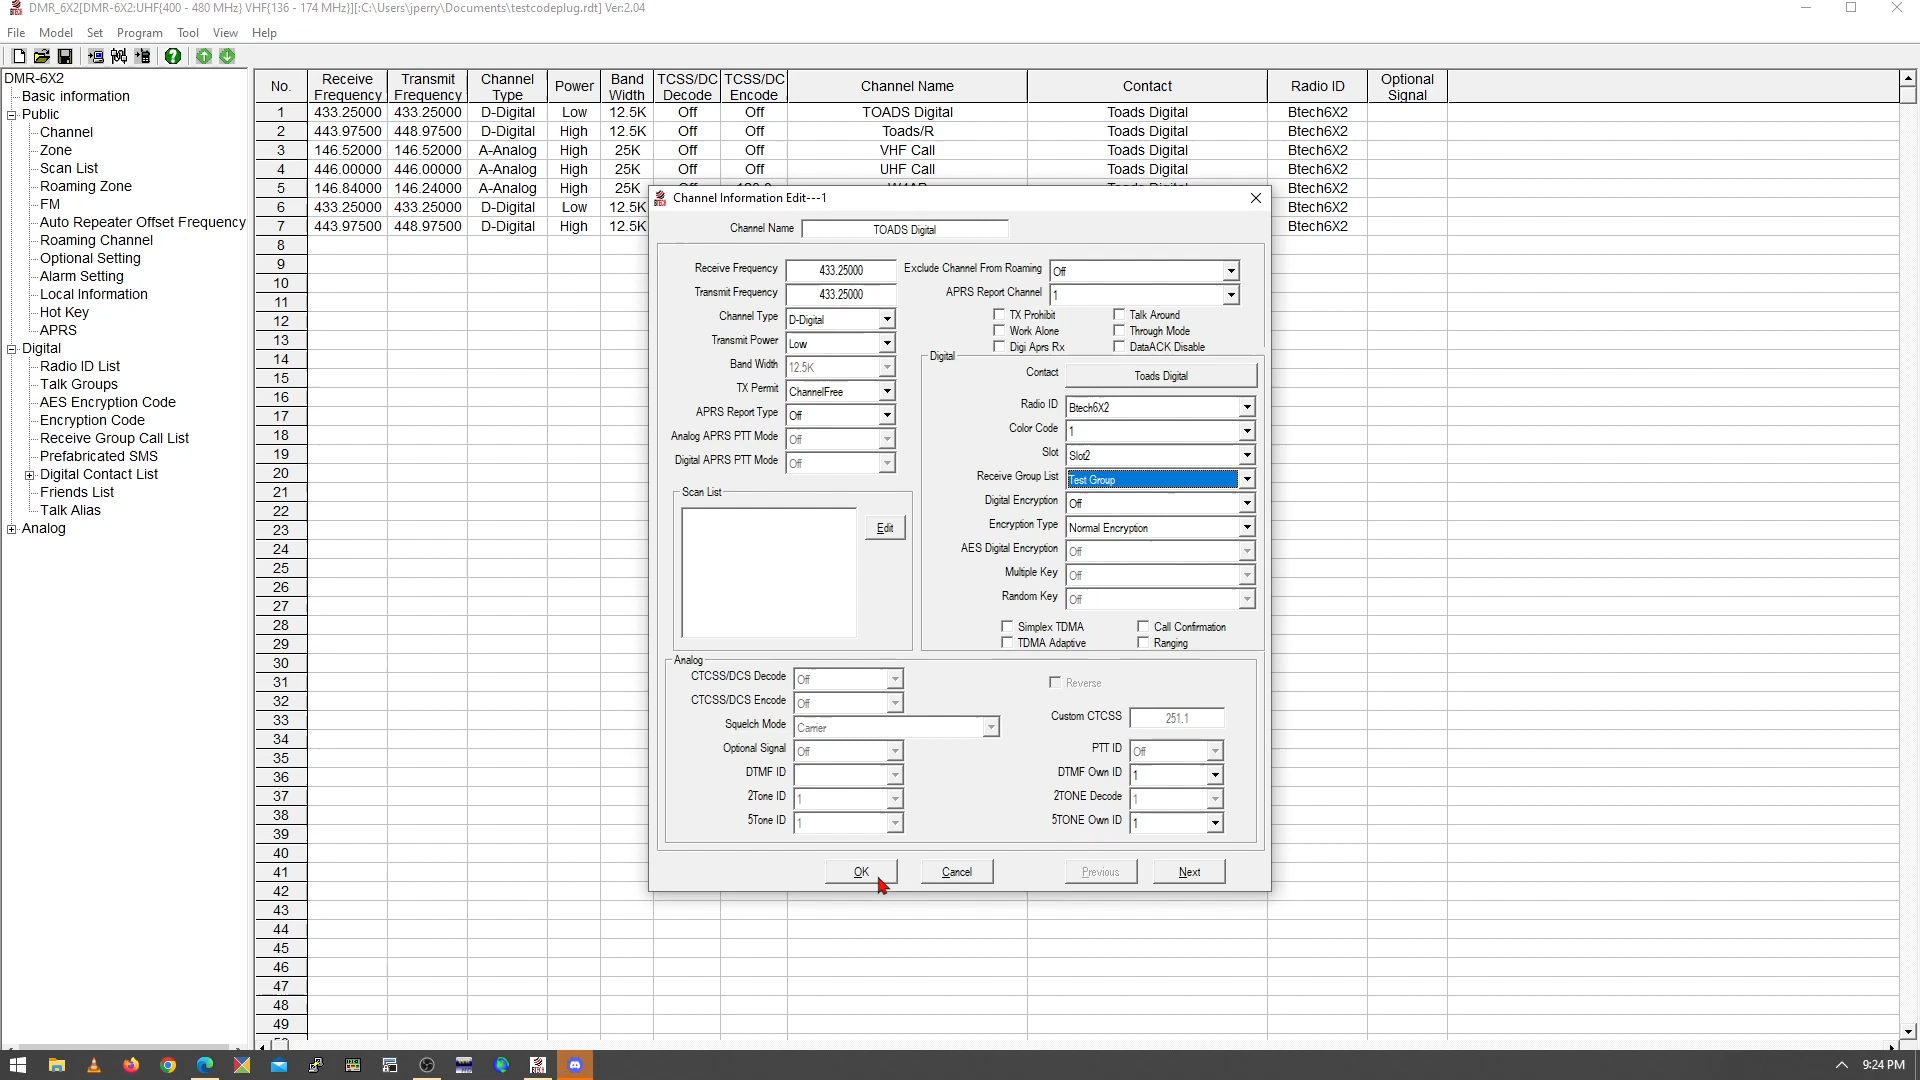 DMR_6X2[DMR-6X2:UHF{400 - 480 MHz} VHF{136 - 174 MHz}][:C:\Users\jperry\Documents\testcodeplug.rdt] Ver:2.04
File Model Set Program Tool View Help
DMR-6X2
Basic information
Public
Channel
Zone
Scan List
Roaming Zone
FM
Auto Repeater Offset Frequency
Roaming Channel
Optional Setting
Alarm Setting
Local Information
Hot Key
APRS
Digital
Radio ID List
Talk Groups
AES Encryption Code
Encryption Code
Receive Group Call List
Prefabricated SMS
Digital Contact List
Friends List
Talk Alias
Analog
No. Receive Frequency Transmit Frequency Channel Type Power Band Width TCSS/DC Decode TCSS/DC Encode Channel Name Contact Radio ID Optional Signal
1 433.25000 433.25000 D-Digital Low 12.5K Off Off TOADS Digital Toads Digital Btech6X2
2 443.97500 448.97500 D-Digital High 12.5K Off Off Toads/R Toads Digital Btech6X2
3 146.52000 146.52000 A-Analog High 25K Off Off VHF Call Toads Digital Btech6X2
4 446.00000 446.00000 A-Analog High 25K Off Off UHF Call Toads Digital Btech6X2
5 146.84000 146.24000 A-Analog High 25K Btech6X2
6 433.25000 433.25000 D-Digital Low 12.5K Btech6X2
7 443.97500 448.97500 D-Digital High 12.5K Btech6X2
8
9
10
11
12
13
14
15
16
17
18
19
20
21
22
23
24
25
26
27
28
29
30
31
32
33
34
35
36
37
38
39
40
41
42
43
44
45
46
47
48
49
Channel Information Edit---1
Channel Name TOADS Digital
Receive Frequency 433.25000
Transmit Frequency 433.25000
Channel Type D-Digital
Transmit Power Low
Band Width 12.5K
TX Permit ChannelFree
APRS Report Type Off
Analog APRS PTT Mode Off
Digital APRS PTT Mode Off
Exclude Channel From Roaming Off
APRS Report Channel 1
TX Prohibit Talk Around
Work Alone Through Mode
Digi Aprs Rx DataACK Disable
Scan List
Edit
Digital
Contact Toads Digital
Radio ID Btech6X2
Color Code 1
Slot Slot2
Receive Group List Test Group
Digital Encryption Off
Encryption Type Normal Encryption
AES Digital Encryption Off
Multiple Key Off
Random Key Off
Simplex TDMA Call Confirmation
TDMA Adaptive Ranging
Analog
CTCSS/DCS Decode Off
CTCSS/DCS Encode Off
Squelch Mode Carrier
Optional Signal Off
DTMF ID
2Tone ID 1
5Tone ID 1
Reverse
Custom CTCSS 251.1
PTT ID Off
DTMF Own ID 1
2TONE Decode 1
5TONE Own ID 1
OK Cancel Previous Next
9:24 PM